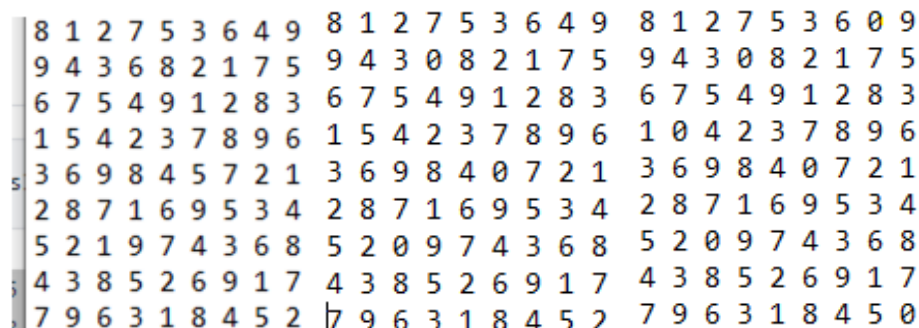 8 1 2 7 5 3 6 4 9
9 4 3 6 8 2 1 7 5
6 7 5 4 9 1 2 8 3
1 5 4 2 3 7 8 9 6
3 6 9 8 4 5 7 2 1
2 8 7 1 6 9 5 3 4
5 2 1 9 7 4 3 6 8
4 3 8 5 2 6 9 1 7
7 9 6 3 1 8 4 5 2
8 1 2 7 5 3 6 4 9
9 4 3 0 8 2 1 7 5
6 7 5 4 9 1 2 8 3
1 5 4 2 3 7 8 9 6
3 6 9 8 4 0 7 2 1
2 8 7 1 6 9 5 3 4
5 2 0 9 7 4 3 6 8
4 3 8 5 2 6 9 1 7
7 9 6 3 1 8 4 5 2
8 1 2 7 5 3 6 0 9
9 4 3 0 8 2 1 7 5
6 7 5 4 9 1 2 8 3
1 0 4 2 3 7 8 9 6
3 6 9 8 4 0 7 2 1
2 8 7 1 6 9 5 3 4
5 2 0 9 7 4 3 6 8
4 3 8 5 2 6 9 1 7
7 9 6 3 1 8 4 5 0